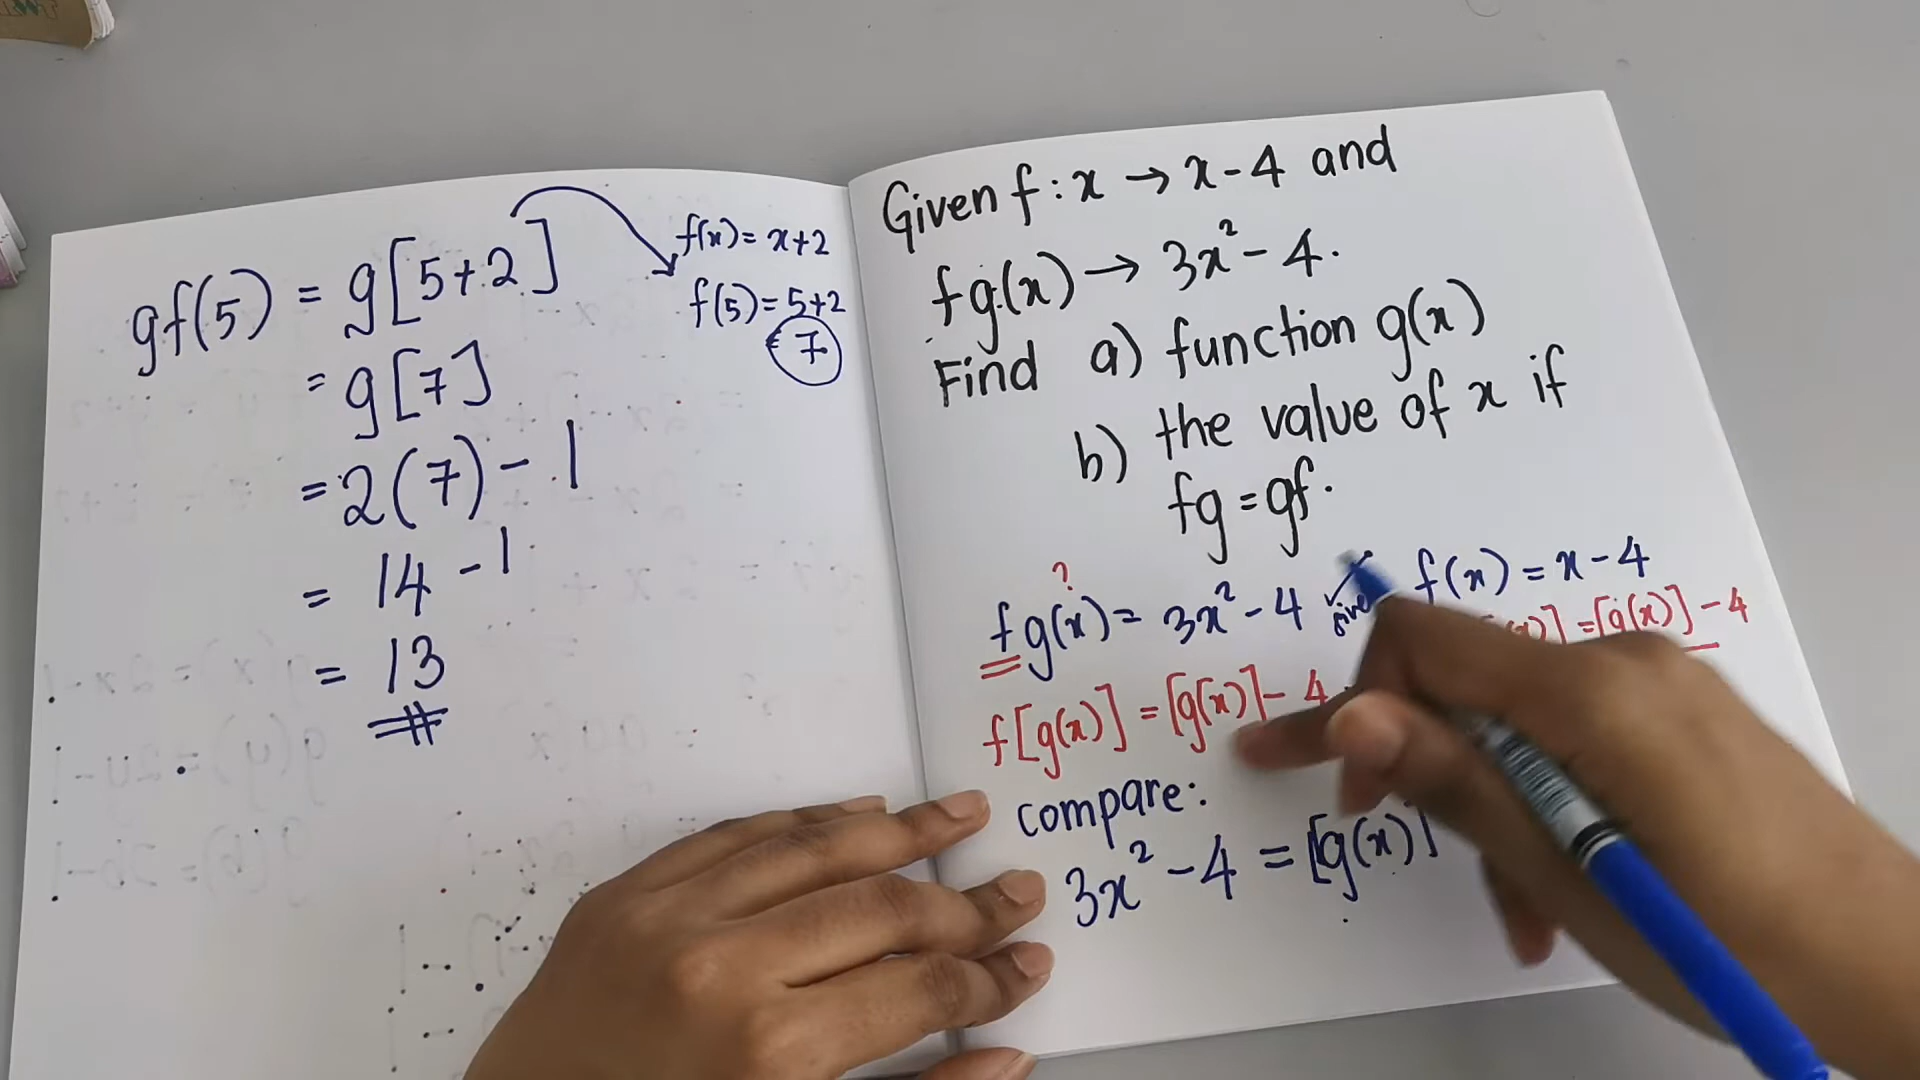 gf(5) = g[5+2]
= g[7]
= 2(7) - 1
= 14 - 1
= 13
f(x) = x+2
f(5) = 5+2
= 7
Given f : x → x - 4 and
fg(x) → 3x² - 4.
Find a) function g(x)
b) the value of x if
fg = gf.
?
fg(x) = 3x² - 4 given
f(x) = x - 4
= [g(x)] - 4
f[g(x)] = [g(x)] - 4
compare:
3x² - 4 = [g(x)]